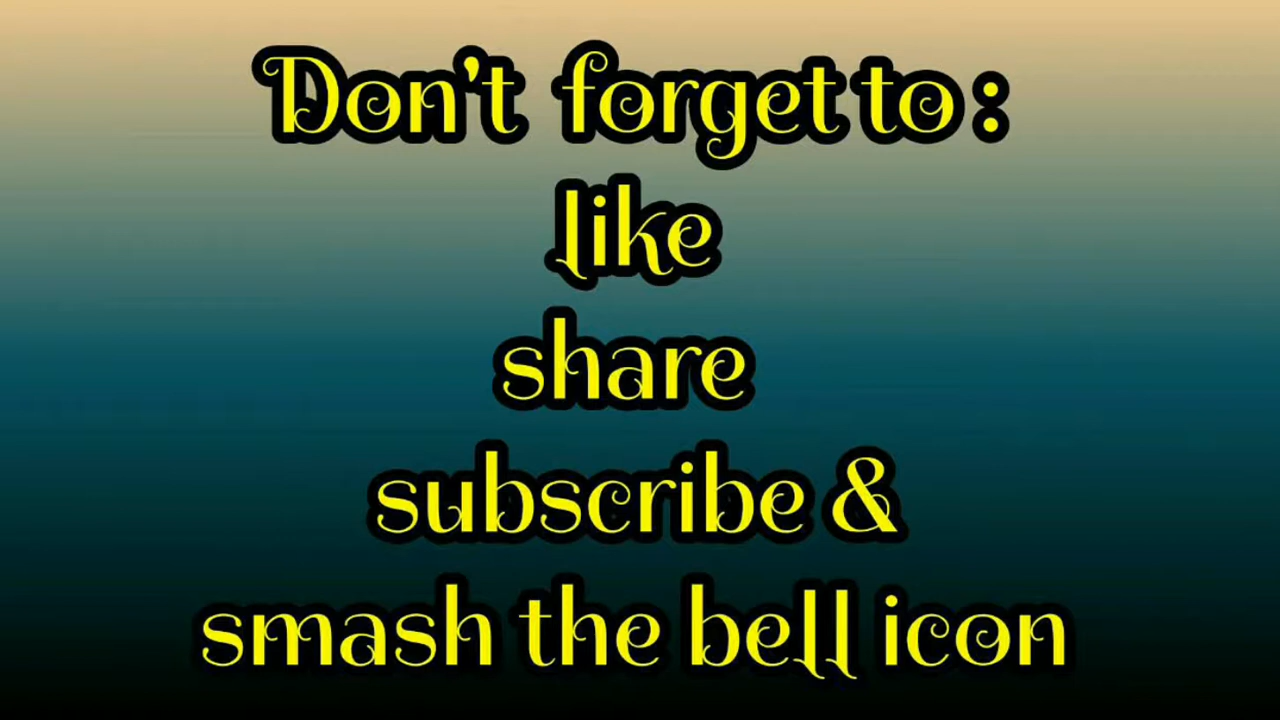 Don't forget to :
like
share
subscribe &
smash the bell icon